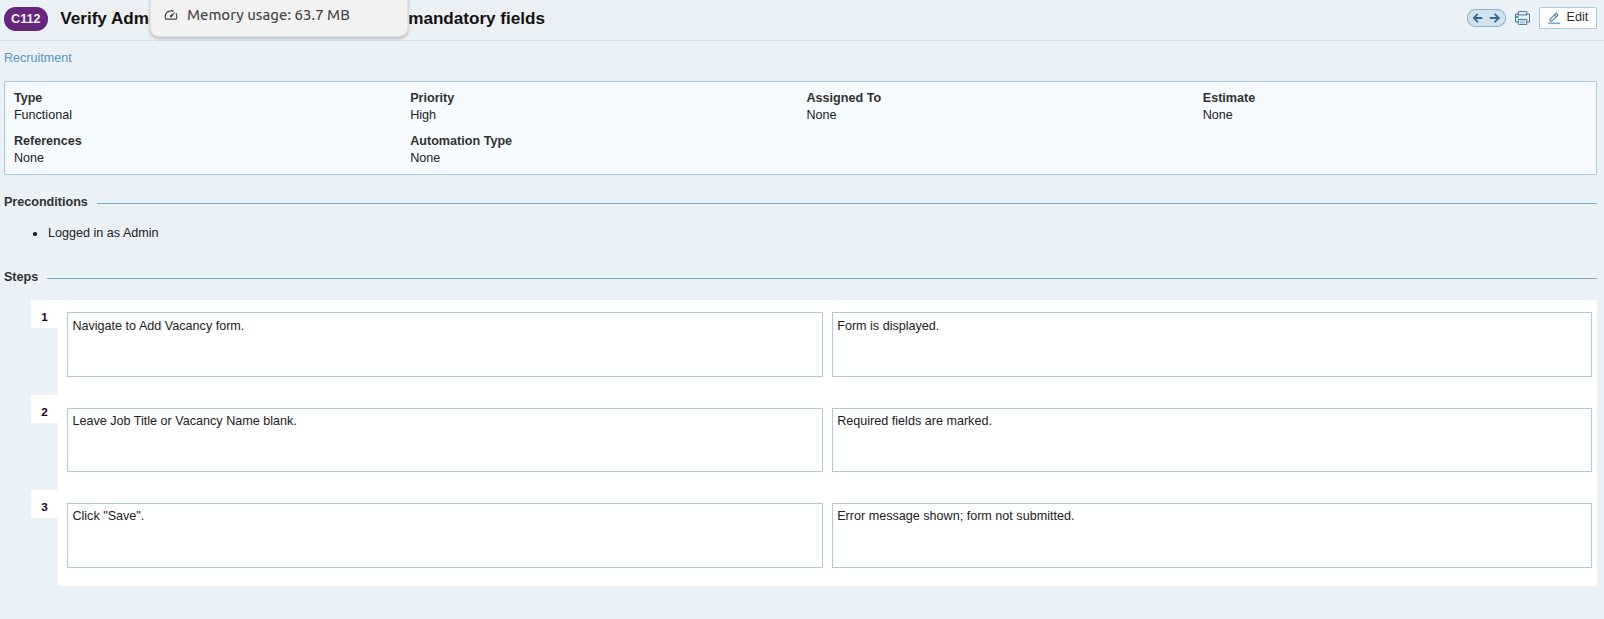 C112 Verify Adm mandatory fields
Memory usage: 63.7 MB
Edit
Recruitment
Type Priority Assigned To Estimate
Functional High None None
References Automation Type
None None
Preconditions
Logged in as Admin
Steps
1 Navigate to Add Vacancy form. Form is displayed.
2 Leave Job Title or Vacancy Name blank. Required fields are marked.
3 Click "Save". Error message shown; form not submitted.